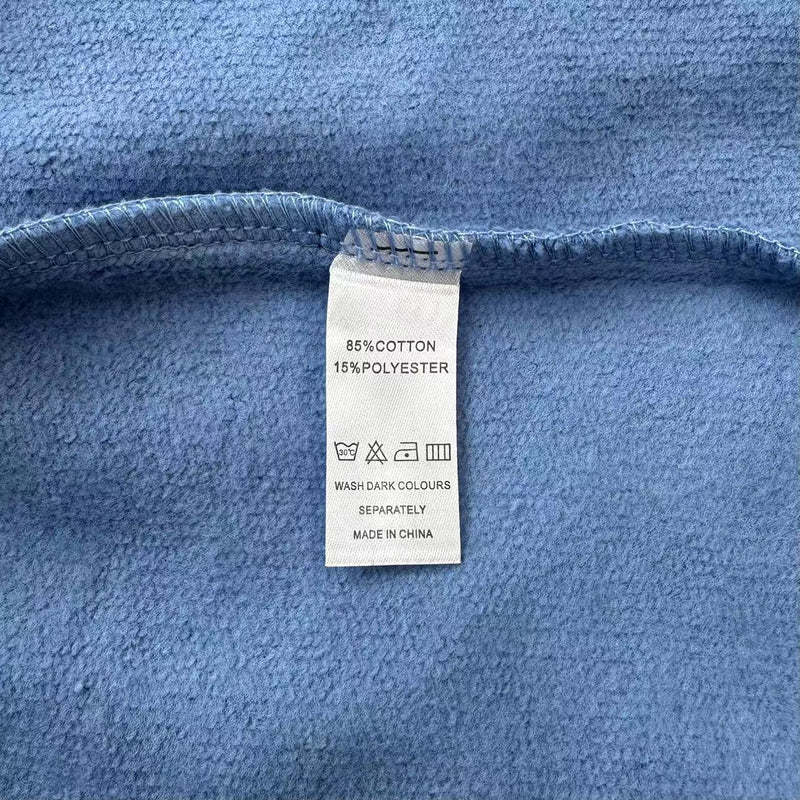 85%COTTON
15%POLYESTER
30℃
WASH DARK COLOURS
SEPARATELY
MADE IN CHINA